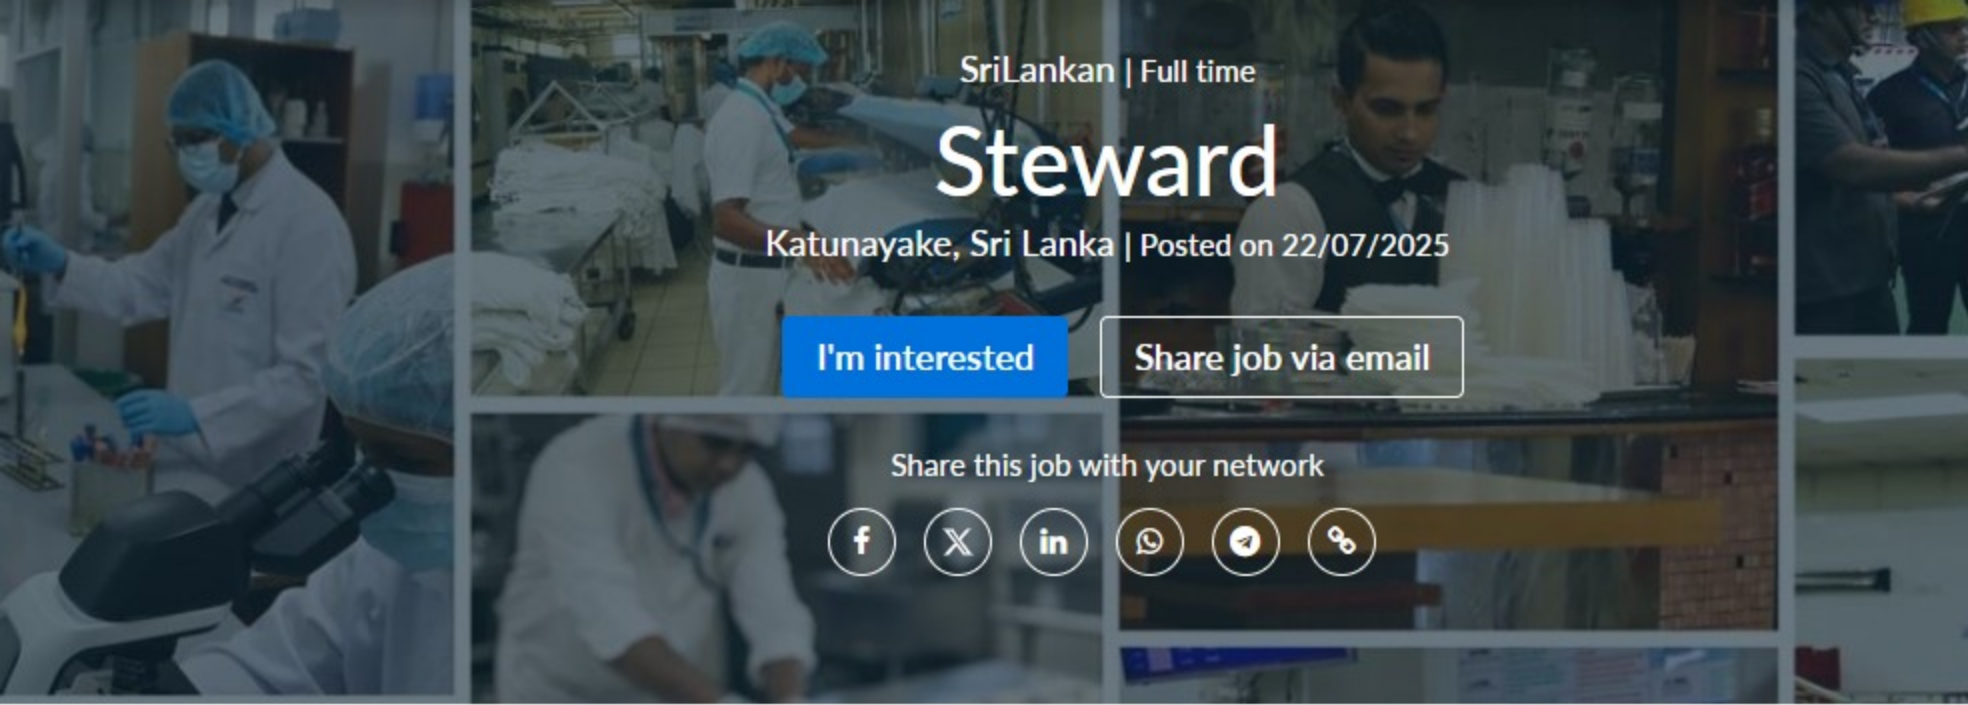 SriLankan | Full time
Steward
Katunayake, Sri Lanka | Posted on 22/07/2025
I'm interested
Share job via email
Share this job with your network